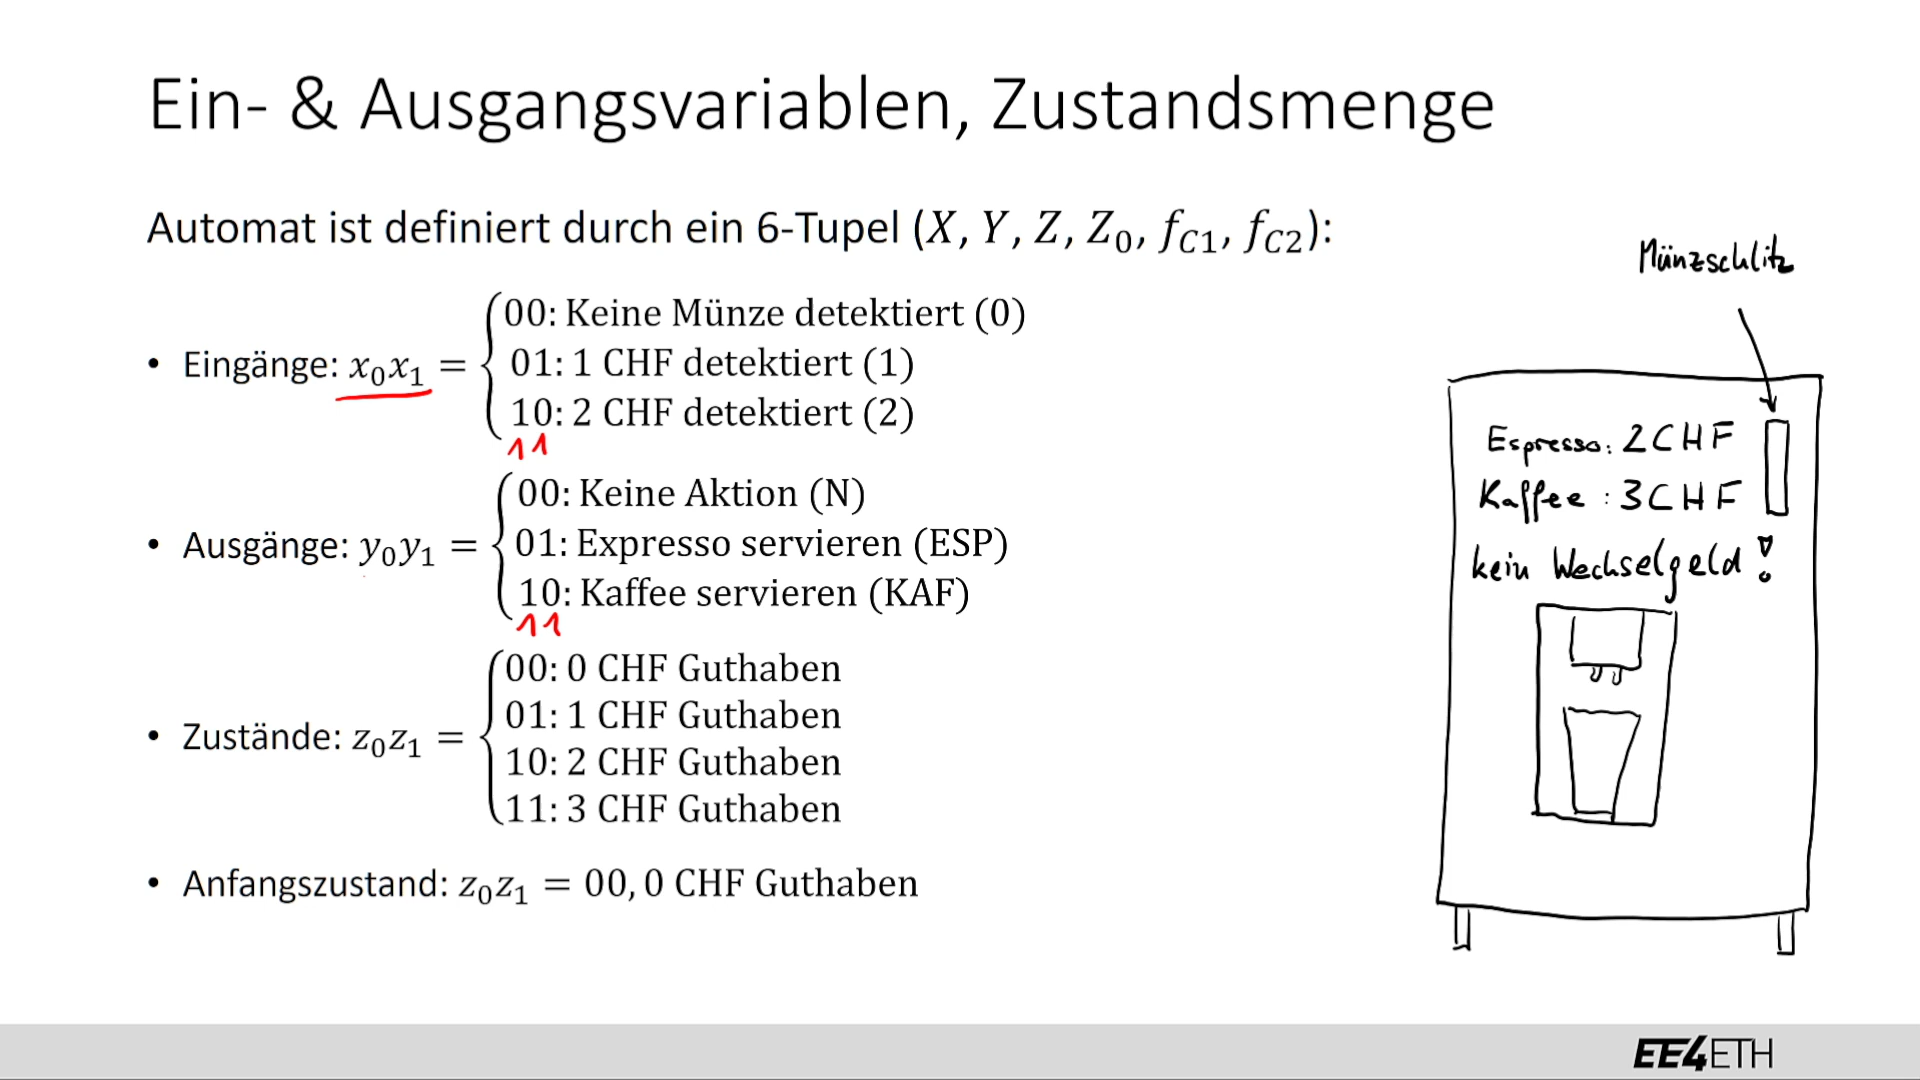 Ein- & Ausgangsvariablen, Zustandsmenge
Automat ist definiert durch ein 6-Tupel (X, Y, Z, Z₀, f_C1, f_C2):
• Eingänge: x₀x₁ =
00: Keine Münze detektiert (0)
01: 1 CHF detektiert (1)
10: 2 CHF detektiert (2)
11
• Ausgänge: y₀y₁ =
00: Keine Aktion (N)
01: Expresso servieren (ESP)
10: Kaffee servieren (KAF)
11
• Zustände: z₀z₁ =
00: 0 CHF Guthaben
01: 1 CHF Guthaben
10: 2 CHF Guthaben
11: 3 CHF Guthaben
• Anfangszustand: z₀z₁ = 00, 0 CHF Guthaben
Münzschlitz
Espresso: 2CHF
Kaffee : 3CHF
kein Wechselgeld!
EE4ETH